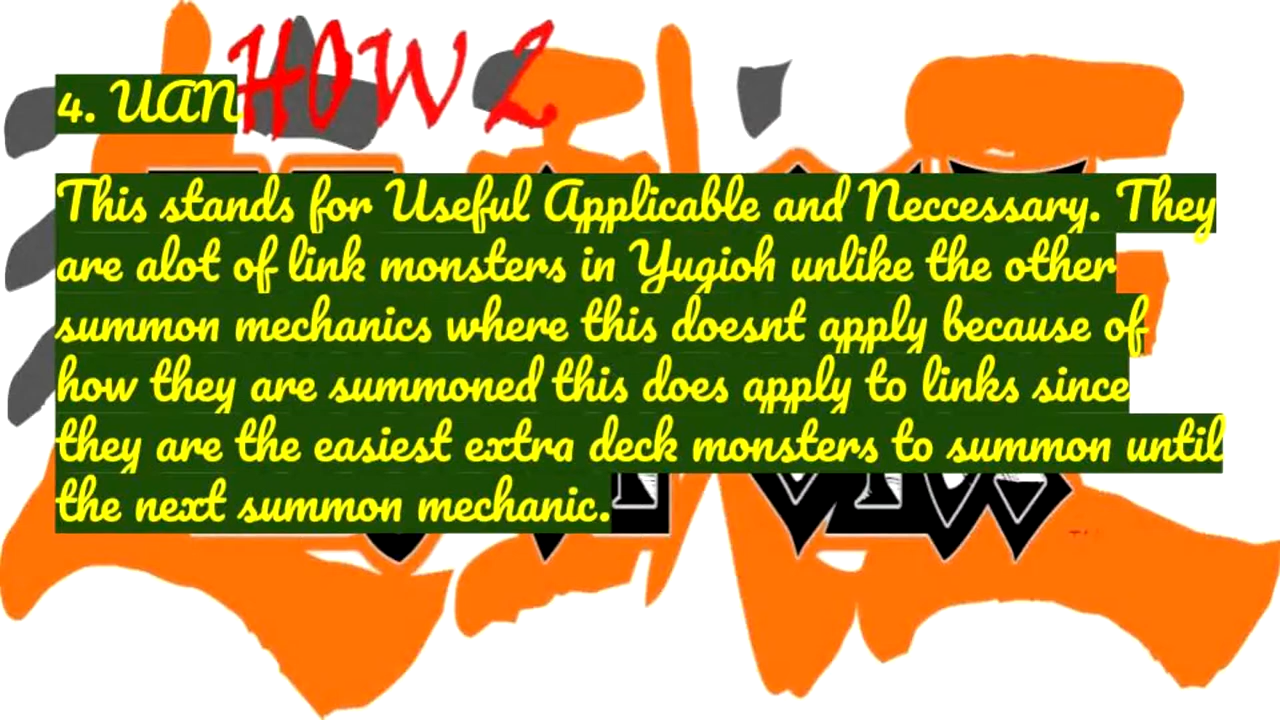 HOW 2
4. UAN
This stands for Useful Applicable and Neccessary. They
are alot of link monsters in Yugioh unlike the other
summon mechanics where this doesnt apply because of
how they are summoned this does apply to links since
they are the easiest extra deck monsters to summon until
the next summon mechanic.